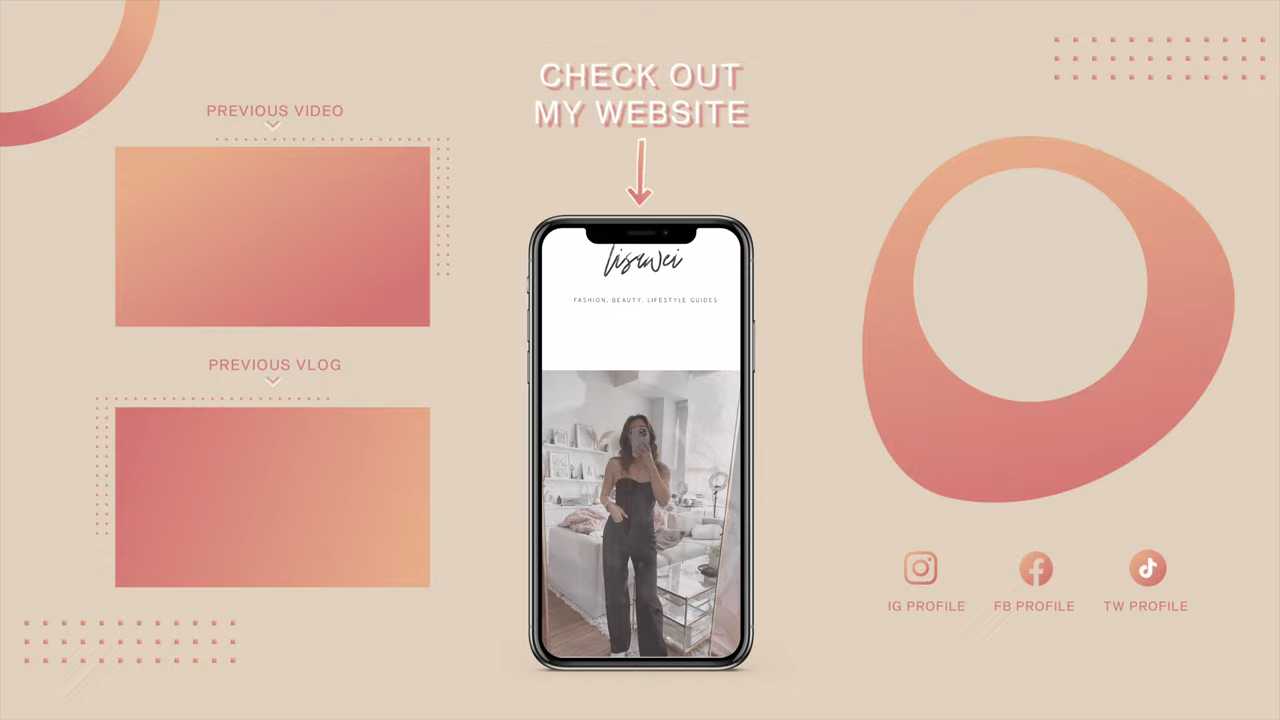 PREVIOUS VIDEO
PREVIOUS VLOG
CHECK OUT
MY WEBSITE
lisawei
FASHION, BEAUTY, LIFESTYLE GUIDES
IG PROFILE
FB PROFILE
TW PROFILE